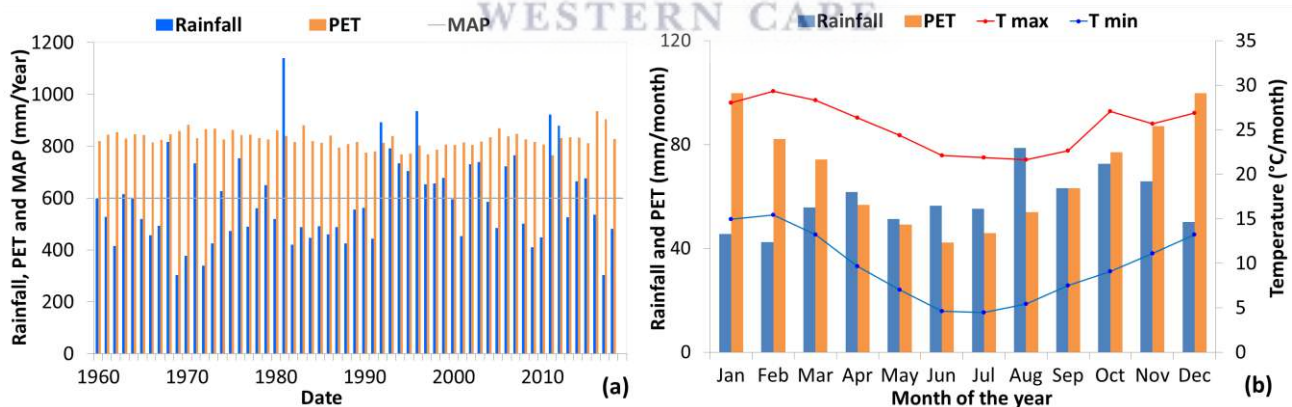 WESTERN CAPE
Rainfall PET MAP
Rainfall, PET and MAP (mm/Year)
1200
1000
800
600
400
200
0
1960 1970 1980 1990 2000 2010
Date
(a)
Rainfall PET T max T min
Rainfall and PET (mm/month)
120
80
40
0
35
30
25
20
15
10
5
0
Temperature (°C/month)
Jan Feb Mar Apr May Jun Jul Aug Sep Oct Nov Dec
Month of the year
(b)